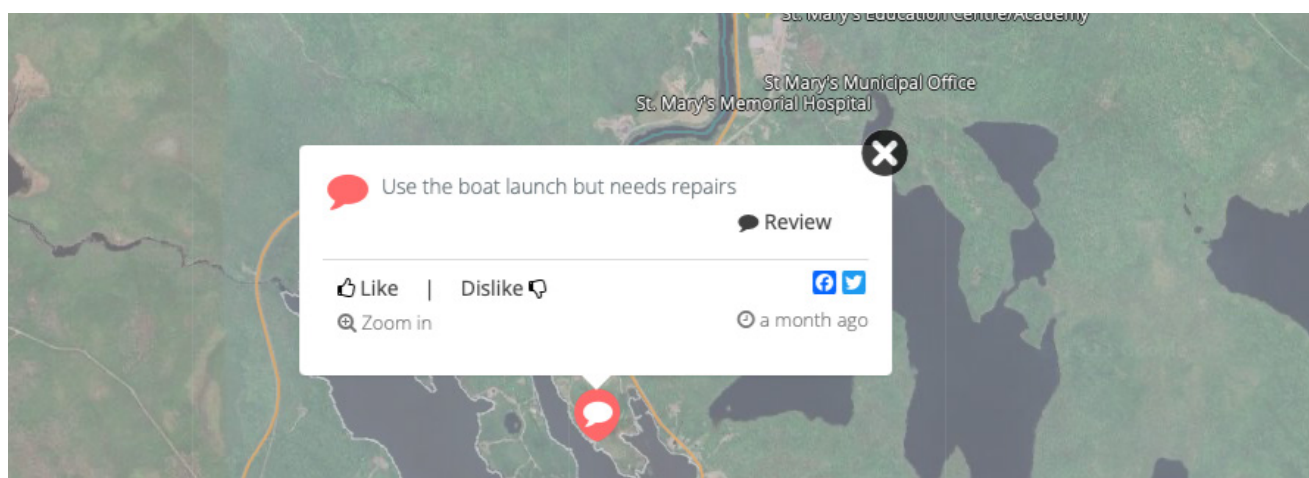 St. Mary's Education Centre/Academy
St Mary's Municipal Office
St. Mary's Memorial Hospital
Use the boat launch but needs repairs
Review
Like | Dislike
Zoom in
a month ago